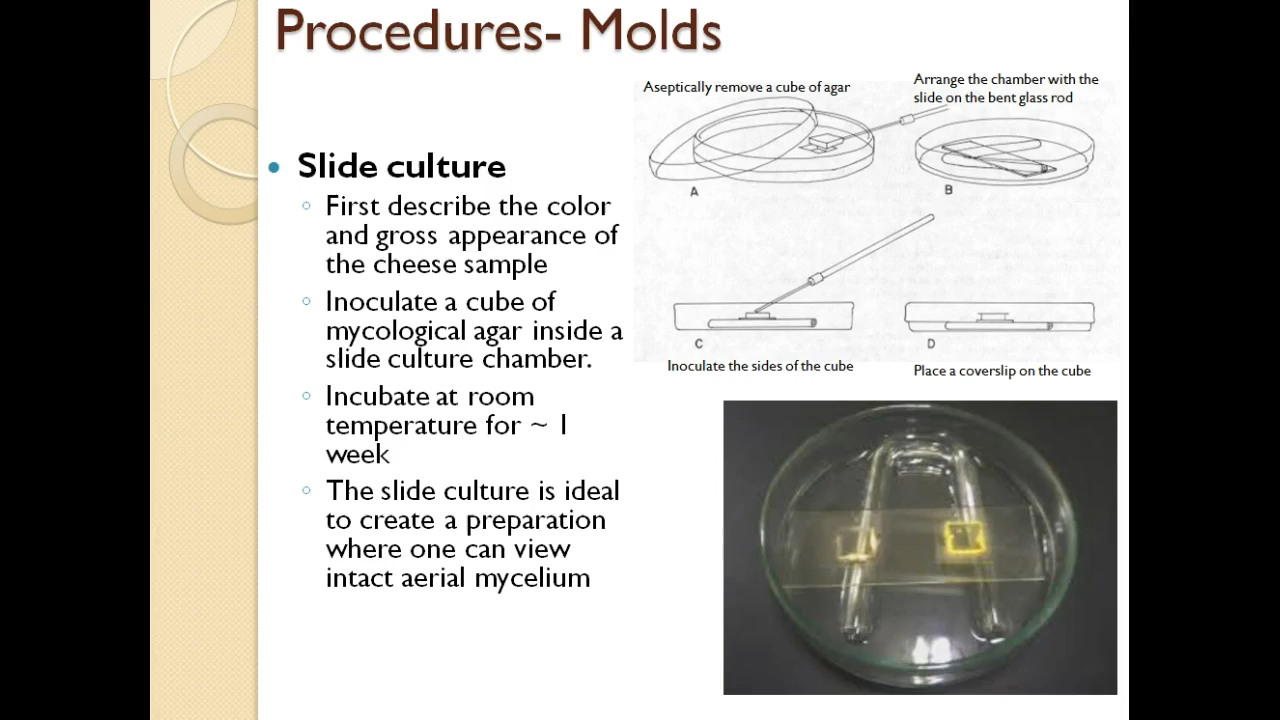 Procedures- Molds
Slide culture
First describe the color
and gross appearance of
the cheese sample
Inoculate a cube of
mycological agar inside a
slide culture chamber.
Incubate at room
temperature for ~ 1
week
The slide culture is ideal
to create a preparation
where one can view
intact aerial mycelium
Aseptically remove a cube of agar
Arrange the chamber with the
slide on the bent glass rod
A
B
C
D
Inoculate the sides of the cube
Place a coverslip on the cube